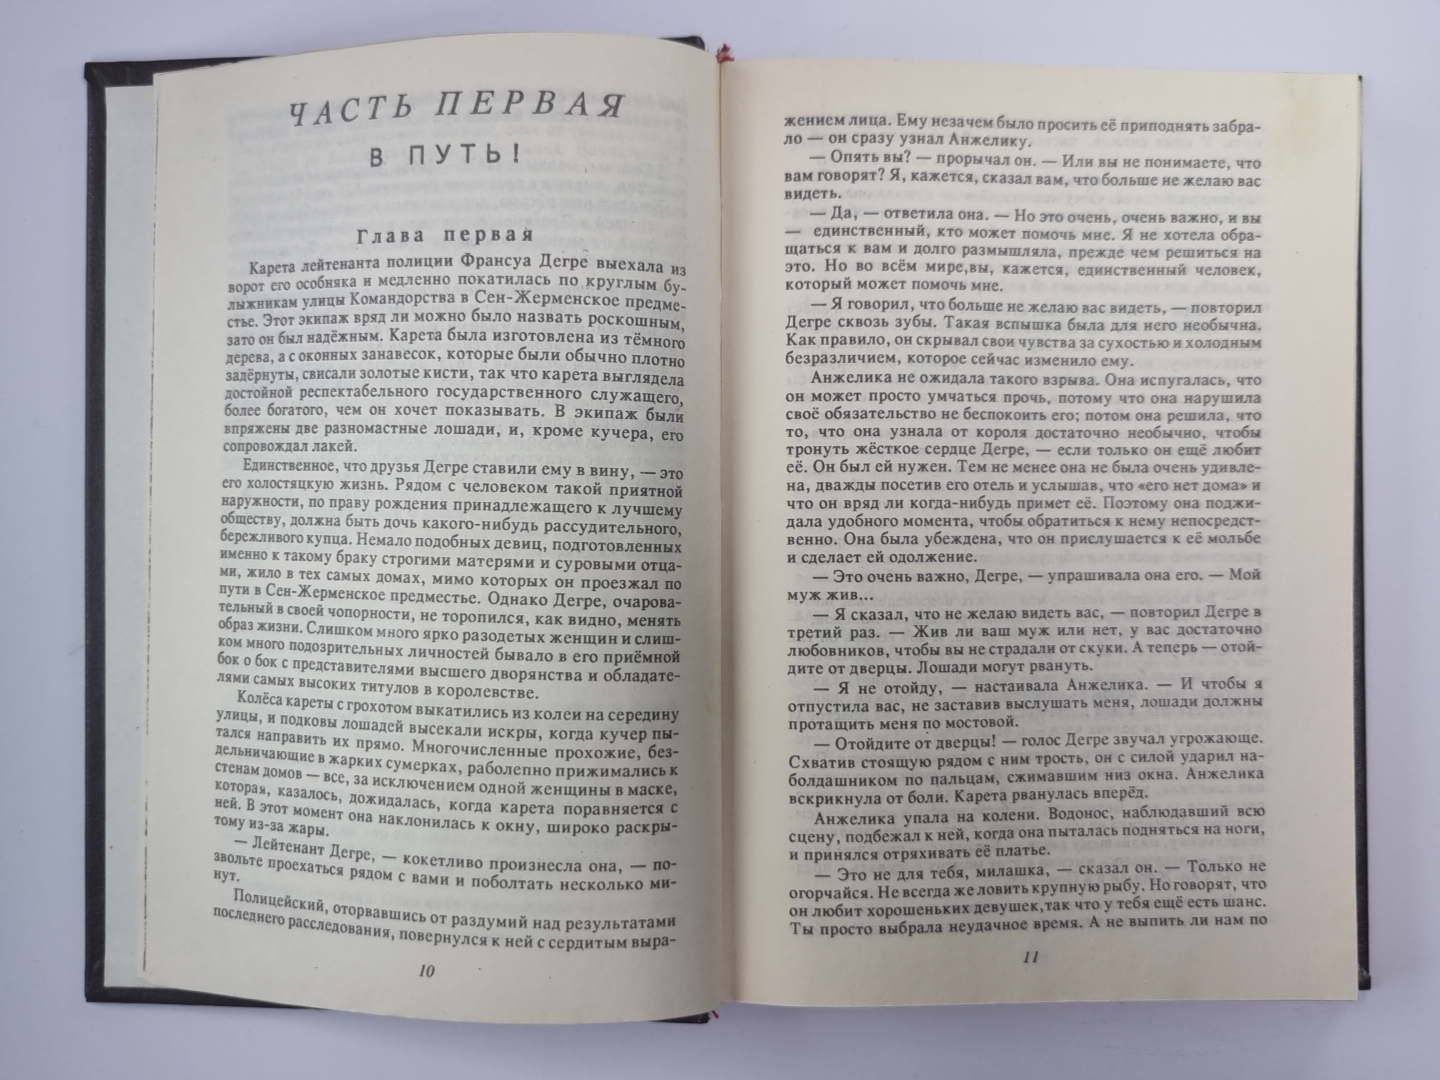 ЧАСТЬ ПЕРВАЯ
В ПУТЬ!
Глава первая
Карета лейтенанта полиции Франсуа Дегре выехала из
ворот его особняка и медленно покатилась по круглым бу-
лыжникам улицы Командорства в Сен-Жерменское предме-
стье. Этот экипаж вряд ли можно было назвать роскошным,
зато он был надёжным. Карета была изготовлена из тёмного
дерева, а с оконных занавесок, которые были обычно плотно
задёрнуты, свисали золотые кисти, так что карета выглядела
достойной респектабельного государственного служащего,
более богатого, чем он хочет показывать. В экипаж были
впряжены две разномастные лошади, и, кроме кучера, его
сопровождал лакей.
Единственное, что друзья Дегре ставили ему в вину, — это
его холостяцкую жизнь. Рядом с человеком такой приятной
наружности, по праву рождения принадлежащего к лучшему
обществу, должна быть дочь какого-нибудь рассудительного,
бережливого купца. Немало подобных девиц, подготовленных
именно к такому браку строгими матерями и суровыми отца-
ми, жило в тех самых домах, мимо которых он проезжал по
пути в Сен-Жерменское предместье. Однако Дегре, очарова-
тельный в своей чопорности, не торопился, как видно, менять
образ жизни. Слишком много ярко разодетых женщин и слиш-
ком много подозрительных личностей бывало в его приёмной
бок о бок с представителями высшего дворянства и обладате-
лями самых высоких титулов в королевстве.
Колёса кареты с грохотом выкатились из колеи на середину
улицы, и подковы лошадей высекали искры, когда кучер пы-
тался направить их прямо. Многочисленные прохожие, без-
дельничающие в жарких сумерках, раболепно прижимались к
стенам домов — все, за исключением одной женщины в маске,
которая, казалось, дожидалась, когда карета поравняется с
ней. В этот момент она наклонилась к окну, широко раскры-
тому из-за жары.
— Лейтенант Дегре, — кокетливо произнесла она, — по-
звольте проехаться рядом с вами и поболтать несколько ми-
нут.
Полицейский, оторвавшись от раздумий над результатами
последнего расследования, повернулся к ней с сердитым выра-
10
жением лица. Ему незачем было просить её приподнять забра-
ло — он сразу узнал Анжелику.
— Опять вы? — прорычал он. — Или вы не понимаете, что
вам говорят? Я, кажется, сказал вам, что больше не желаю вас
видеть.
— Да, — ответила она. — Но это очень, очень важно, и вы
— единственный, кто может помочь мне. Я не хотела обра-
щаться к вам и долго размышляла, прежде чем решиться на
это. Но во всём мире,вы, кажется, единственный человек,
который может помочь мне.
— Я говорил, что больше не желаю вас видеть, — повторил
Дегре сквозь зубы. Такая вспышка была для него необычна.
Как правило, он скрывал свои чувства за сухостью и холодным
безразличием, которое сейчас изменило ему.
Анжелика не ожидала такого взрыва. Она испугалась, что
он может просто умчаться прочь, потому что она нарушила
своё обязательство не беспокоить его; потом она решила, что
то, что она узнала от короля достаточно необычно, чтобы
тронуть жёсткое сердце Дегре, — если только он ещё любит
её. Он был ей нужен. Тем не менее она не была очень удивле-
на, дважды посетив его отель и услышав, что «его нет дома» и
что он вряд ли когда-нибудь примет её. Поэтому она поджи-
дала удобного момента, чтобы обратиться к нему непосредст-
венно. Она была убеждена, что он прислушается к её мольбе
и сделает ей одолжение.
— Это очень важно, Дегре, — упрашивала она его. — Мой
муж жив...
— Я сказал, что не желаю видеть вас, — повторил Дегре в
третий раз. — Жив ли ваш муж или нет, у вас достаточно
любовников, чтобы вы не страдали от скуки. А теперь — отой-
дите от дверцы. Лошади могут рвануть.
— Я не отойду, — настаивала Анжелика. — И чтобы я
отпустила вас, не заставив выслушать меня, лошади должны
протащить меня по мостовой.
— Отойдите от дверцы! — голос Дегре звучал угрожающе.
Схватив стоящую рядом с ним трость, он с силой ударил на-
болдашником по пальцам, сжимавшим низ окна. Анжелика
вскрикнула от боли. Карета рванулась вперёд.
Анжелика упала на колени. Водонос, наблюдавший всю
сцену, подбежал к ней, когда она пыталась подняться на ноги,
и принялся отряхивать её платье.
— Это не для тебя, милашка, — сказал он. — Только не
огорчайся. Не всегда же ловить крупную рыбу. Но говорят, что
он любит хорошеньких девушек,так что у тебя ещё есть шанс.
Ты просто выбрала неудачное время. А не выпить ли нам по
11